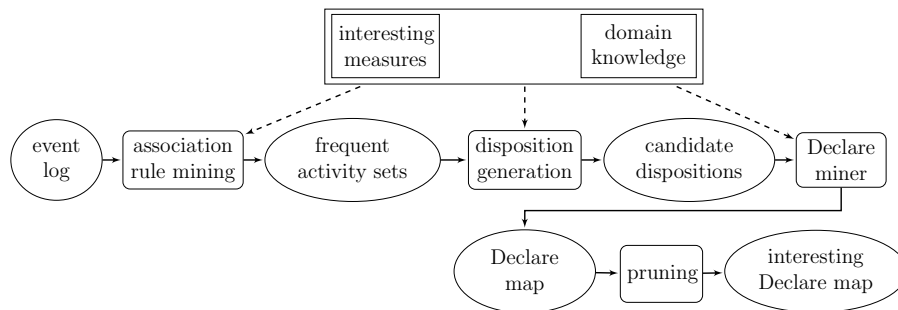 interesting
measures
domain
knowledge
event
log
association
rule mining
frequent
activity sets
disposition
generation
candidate
dispositions
Declare
miner
Declare
map
pruning
interesting
Declare map